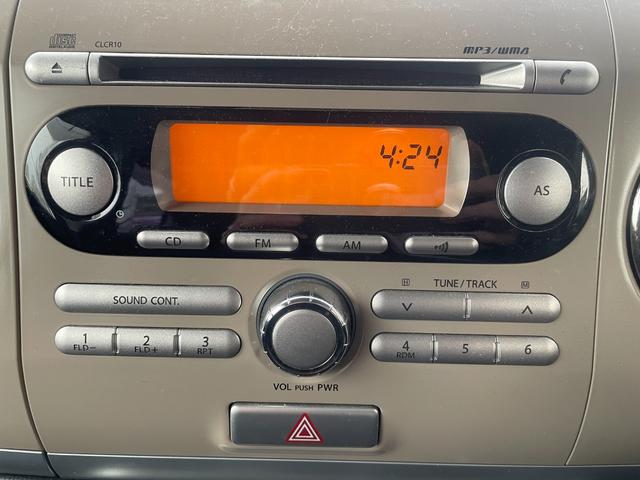 disc CLCR10 MP3/WMA
4:24
TITLE AS
CD FM AM
H TUNE/TRACK M
SOUND CONT.
1 2 3 4 5 6
FLD- FLD+ RPT RDM
VOL PUSH PWR